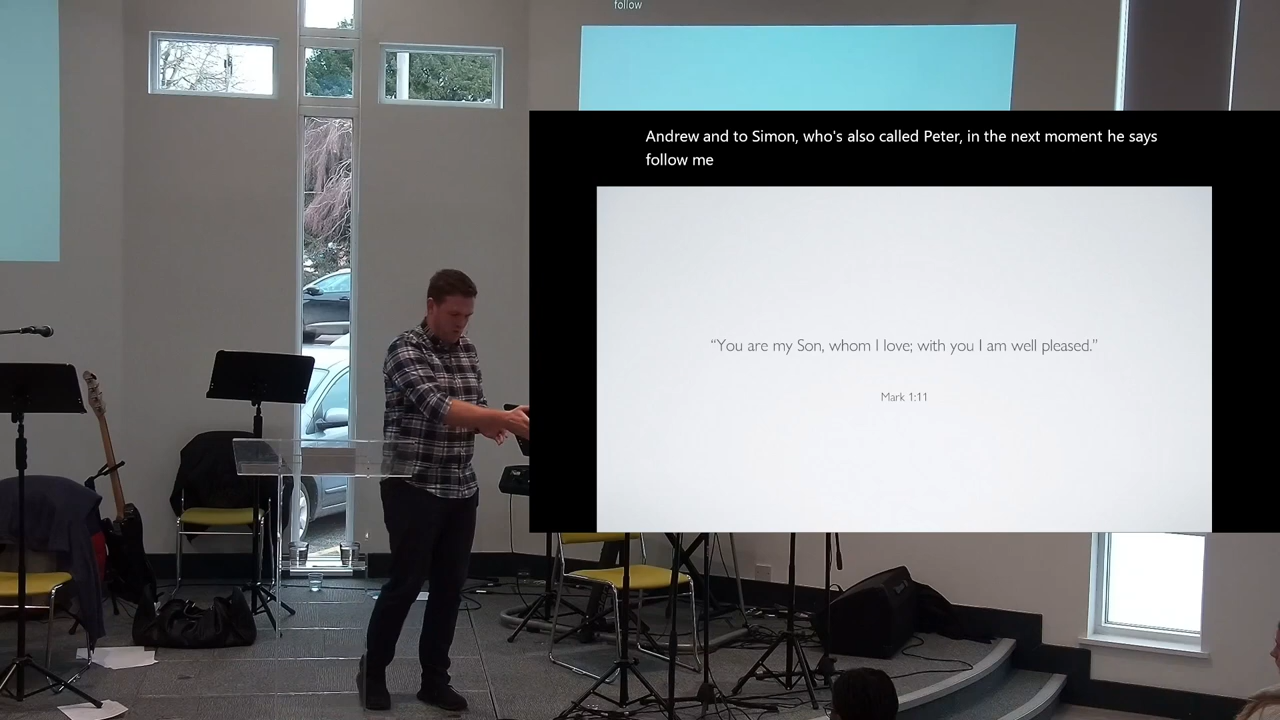 follow
Andrew and to Simon, who's also called Peter, in the next moment he says
follow me
“You are my Son, whom I love; with you I am well pleased.”
Mark 1:11